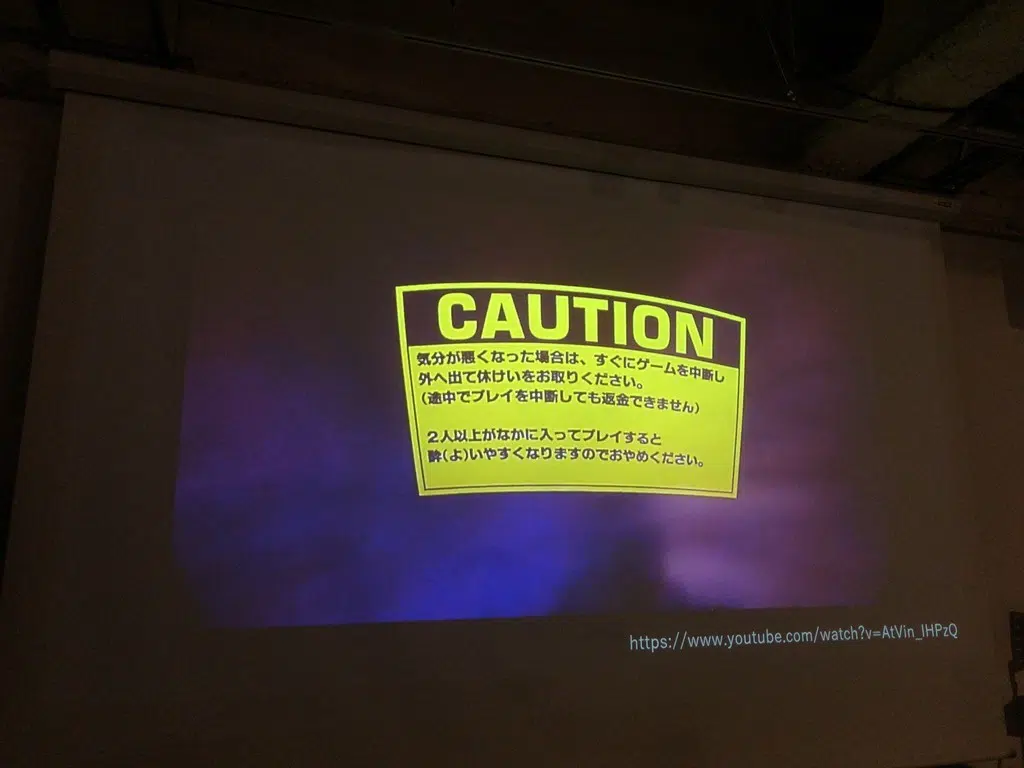 CAUTION
気分が悪くなった場合は、すぐにゲームを中断し
外へ出て休けいをお取りください。
(途中でプレイを中断しても返金できません)
2人以上がなかに入ってプレイすると
酔(よ)いやすくなりますのでおやめください。
https://www.youtube.com/watch?v=AtVin_IHPzQ